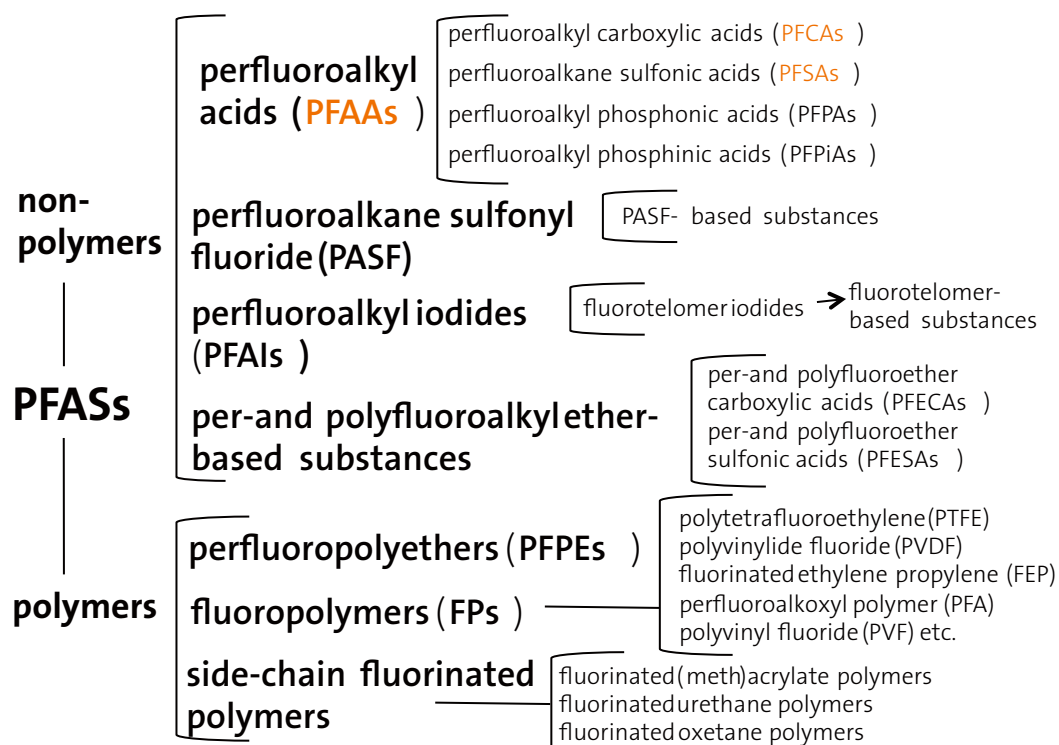 perfluoroalkyl
acids (PFAAs )
perfluoroalkyl carboxylic acids (PFCAs )
perfluoroalkane sulfonic acids (PFSAs )
perfluoroalkyl phosphonic acids (PFPAs )
perfluoroalkyl phosphinic acids (PFPiAs )
non-
polymers
perfluoroalkane sulfonyl
fluoride (PASF)
PASF- based substances
perfluoroalkyl iodides
(PFAIs )
fluorotelomer iodides
fluorotelomer-
based substances
PFASs
per-and polyfluoroalkyl ether-
based substances
per-and polyfluoroether
carboxylic acids (PFECAs )
per-and polyfluoroether
sulfonic acids (PFESAs )
polymers
perfluoropolyethers (PFPEs )
fluoropolymers (FPs )
polytetrafluoroethylene (PTFE)
polyvinylide fluoride (PVDF)
fluorinated ethylene propylene (FEP)
perfluoroalkoxyl polymer (PFA)
polyvinyl fluoride (PVF) etc.
side-chain fluorinated
polymers
fluorinated (meth)acrylate polymers
fluorinated urethane polymers
fluorinated oxetane polymers